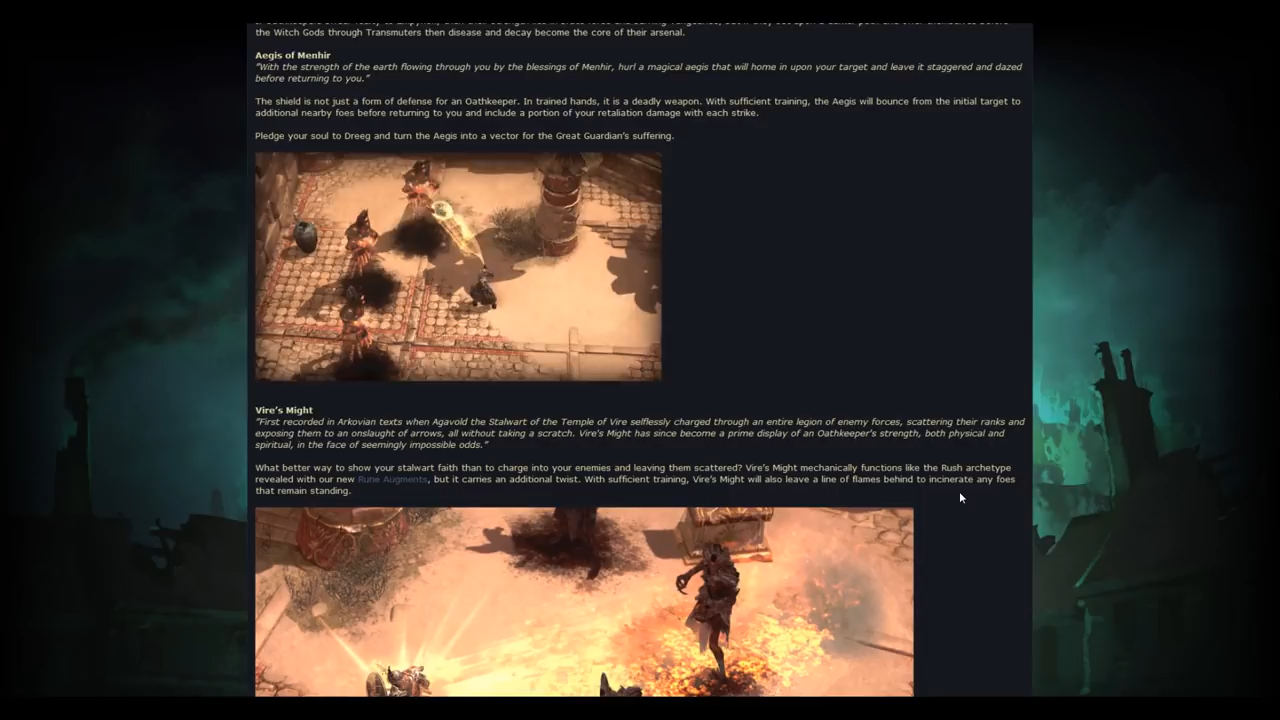 the Witch Gods through Transmuters then disease and decay become the core of their arsenal.
Aegis of Menhir
"With the strength of the earth flowing through you by the blessings of Menhir, hurl a magical aegis that will home in upon your target and leave it staggered and dazed
before returning to you."
The shield is not just a form of defense for an Oathkeeper. In trained hands, it is a deadly weapon. With sufficient training, the Aegis will bounce from the initial target to
additional nearby foes before returning to you and include a portion of your retaliation damage with each strike.
Pledge your soul to Dreeg and turn the Aegis into a vector for the Great Guardian's suffering.
Vire's Might
"First recorded in Arkovian texts when Agavold the Stalwart of the Temple of Vire selflessly charged through an entire legion of enemy forces, scattering their ranks and
exposing them to an onslaught of arrows, all without taking a scratch. Vire's Might has since become a prime display of an Oathkeeper's strength, both physical and
spiritual, in the face of seemingly impossible odds."
What better way to show your stalwart faith than to charge into your enemies and leaving them scattered? Vire's Might mechanically functions like the Rush archetype
revealed with our new Rune Augments, but it carries an additional twist. With sufficient training, Vire's Might will also leave a line of flames behind to incinerate any foes
that remain standing.